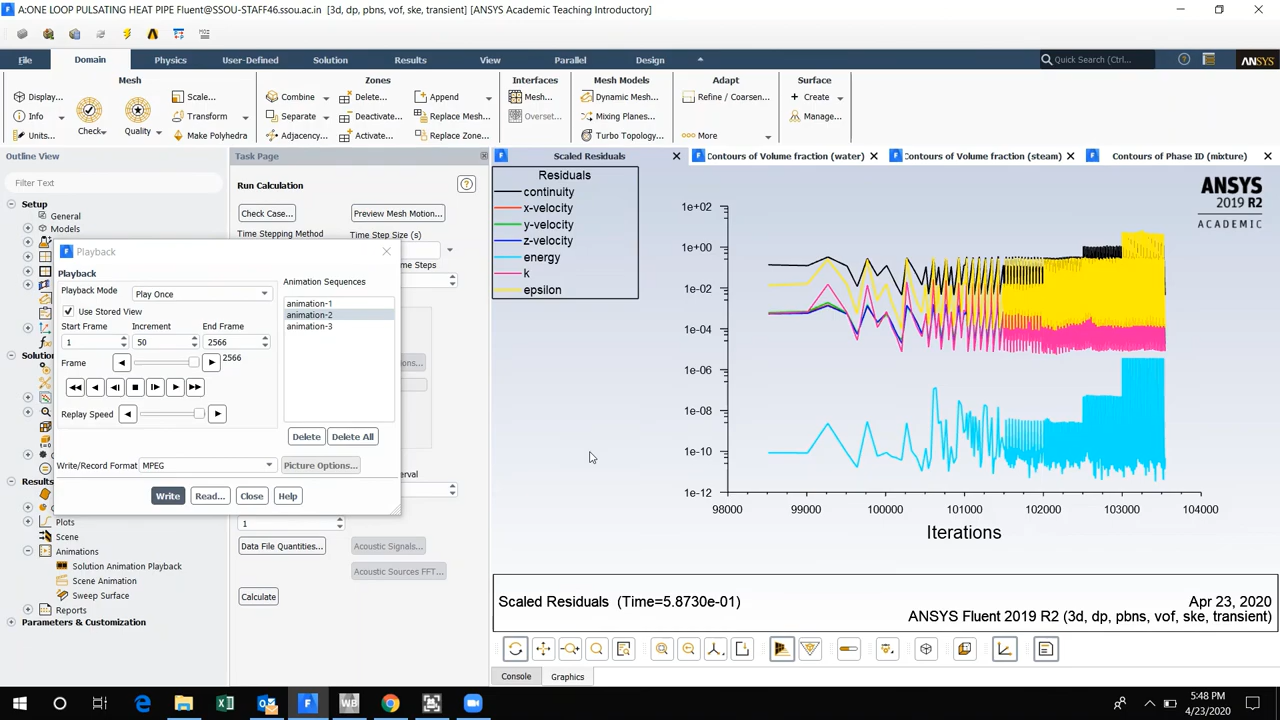 A:ONE LOOP PULSATING HEAT PIPE Fluent@SSOU-STAFF46.ssou.ac.in [3d, dp, pbns, vof, ske, transient] [ANSYS Academic Teaching Introductory]
File Domain Physics User-Defined Solution Results View Parallel Design Quick Search (Ctrl... ANSYS
Mesh Zones Interfaces Mesh Models Adapt Surface
Display... Scale... Combine Delete... Append Mesh... Dynamic Mesh... Refine / Coarsen... Create
Info Transform Separate Deactivate... Replace Mesh... Overset... Mixing Planes... Manage...
Units... Check Quality Make Polyhedra Adjacency... Activate... Replace Zone... Turbo Topology... More
Outline View Task Page Scaled Residuals Contours of Volume fraction (water) Contours of Volume fraction (steam) Contours of Phase ID (mixture)
Filter Text
Run Calculation
Setup
General
Models
Check Case... Preview Mesh Motion...
Time Stepping Method Time Step Size (s)
me Steps
Playback
Playback
Playback Mode Play Once
Use Stored View
Start Frame Increment End Frame
1 50 2566
Frame 2566
Replay Speed
Animation Sequences
animation-1
animation-2
animation-3
Delete Delete All
Write/Record Format MPEG Picture Options...
Write Read... Close Help
ons...
terval
Solutio
Results
1
Plots
Scene
Animations
Solution Animation Playback
Scene Animation
Sweep Surface
Reports
Parameters & Customization
Data File Quantities... Acoustic Signals...
Acoustic Sources FFT...
Calculate
Residuals
continuity
x-velocity
y-velocity
z-velocity
energy
k
epsilon
ANSYS
2019 R2
ACADEMIC
1e+02
1e+00
1e-02
1e-04
1e-06
1e-08
1e-10
1e-12
98000 99000 100000 101000 102000 103000 104000
Iterations
Scaled Residuals (Time=5.8730e-01) Apr 23, 2020
ANSYS Fluent 2019 R2 (3d, dp, pbns, vof, ske, transient)
Console Graphics
5:48 PM
4/23/2020